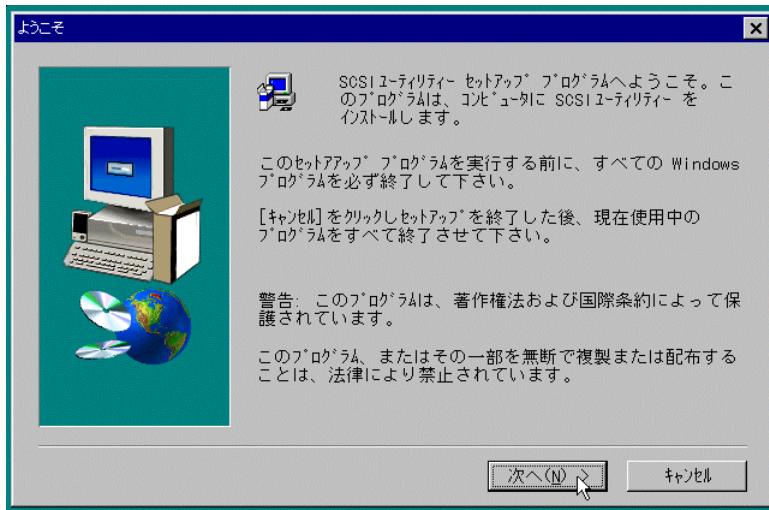 ようこそ
SCSI ﾕｰﾃｨﾘﾃｨｰ ｾｯﾄｱｯﾌﾟ ﾌﾟﾛｸﾞﾗﾑへようこそ。こ
のﾌﾟﾛｸﾞﾗﾑは、ｺﾝﾋﾟｭｰﾀに SCSI ﾕｰﾃｨﾘﾃｨｰ を
ｲﾝｽﾄｰﾙします。
このｾｯﾄｱアップ ﾌﾟﾛｸﾞﾗﾑを実行する前に、すべての Windows
ﾌﾟﾛｸﾞﾗﾑを必ず終了して下さい。
[ｷｬﾝｾﾙ]をｸﾘｯｸしｾｯﾄｱｯﾌﾟを終了した後、現在使用中の
ﾌﾟﾛｸﾞﾗﾑをすべて終了させて下さい。
警告: このﾌﾟﾛｸﾞﾗﾑは、著作権法および国際条約によって保
護されています。
このﾌﾟﾛｸﾞﾗﾑ、またはその一部を無断で複製または配布する
ことは、法律により禁止されています。
次へ(N) >
ｷｬﾝｾﾙ